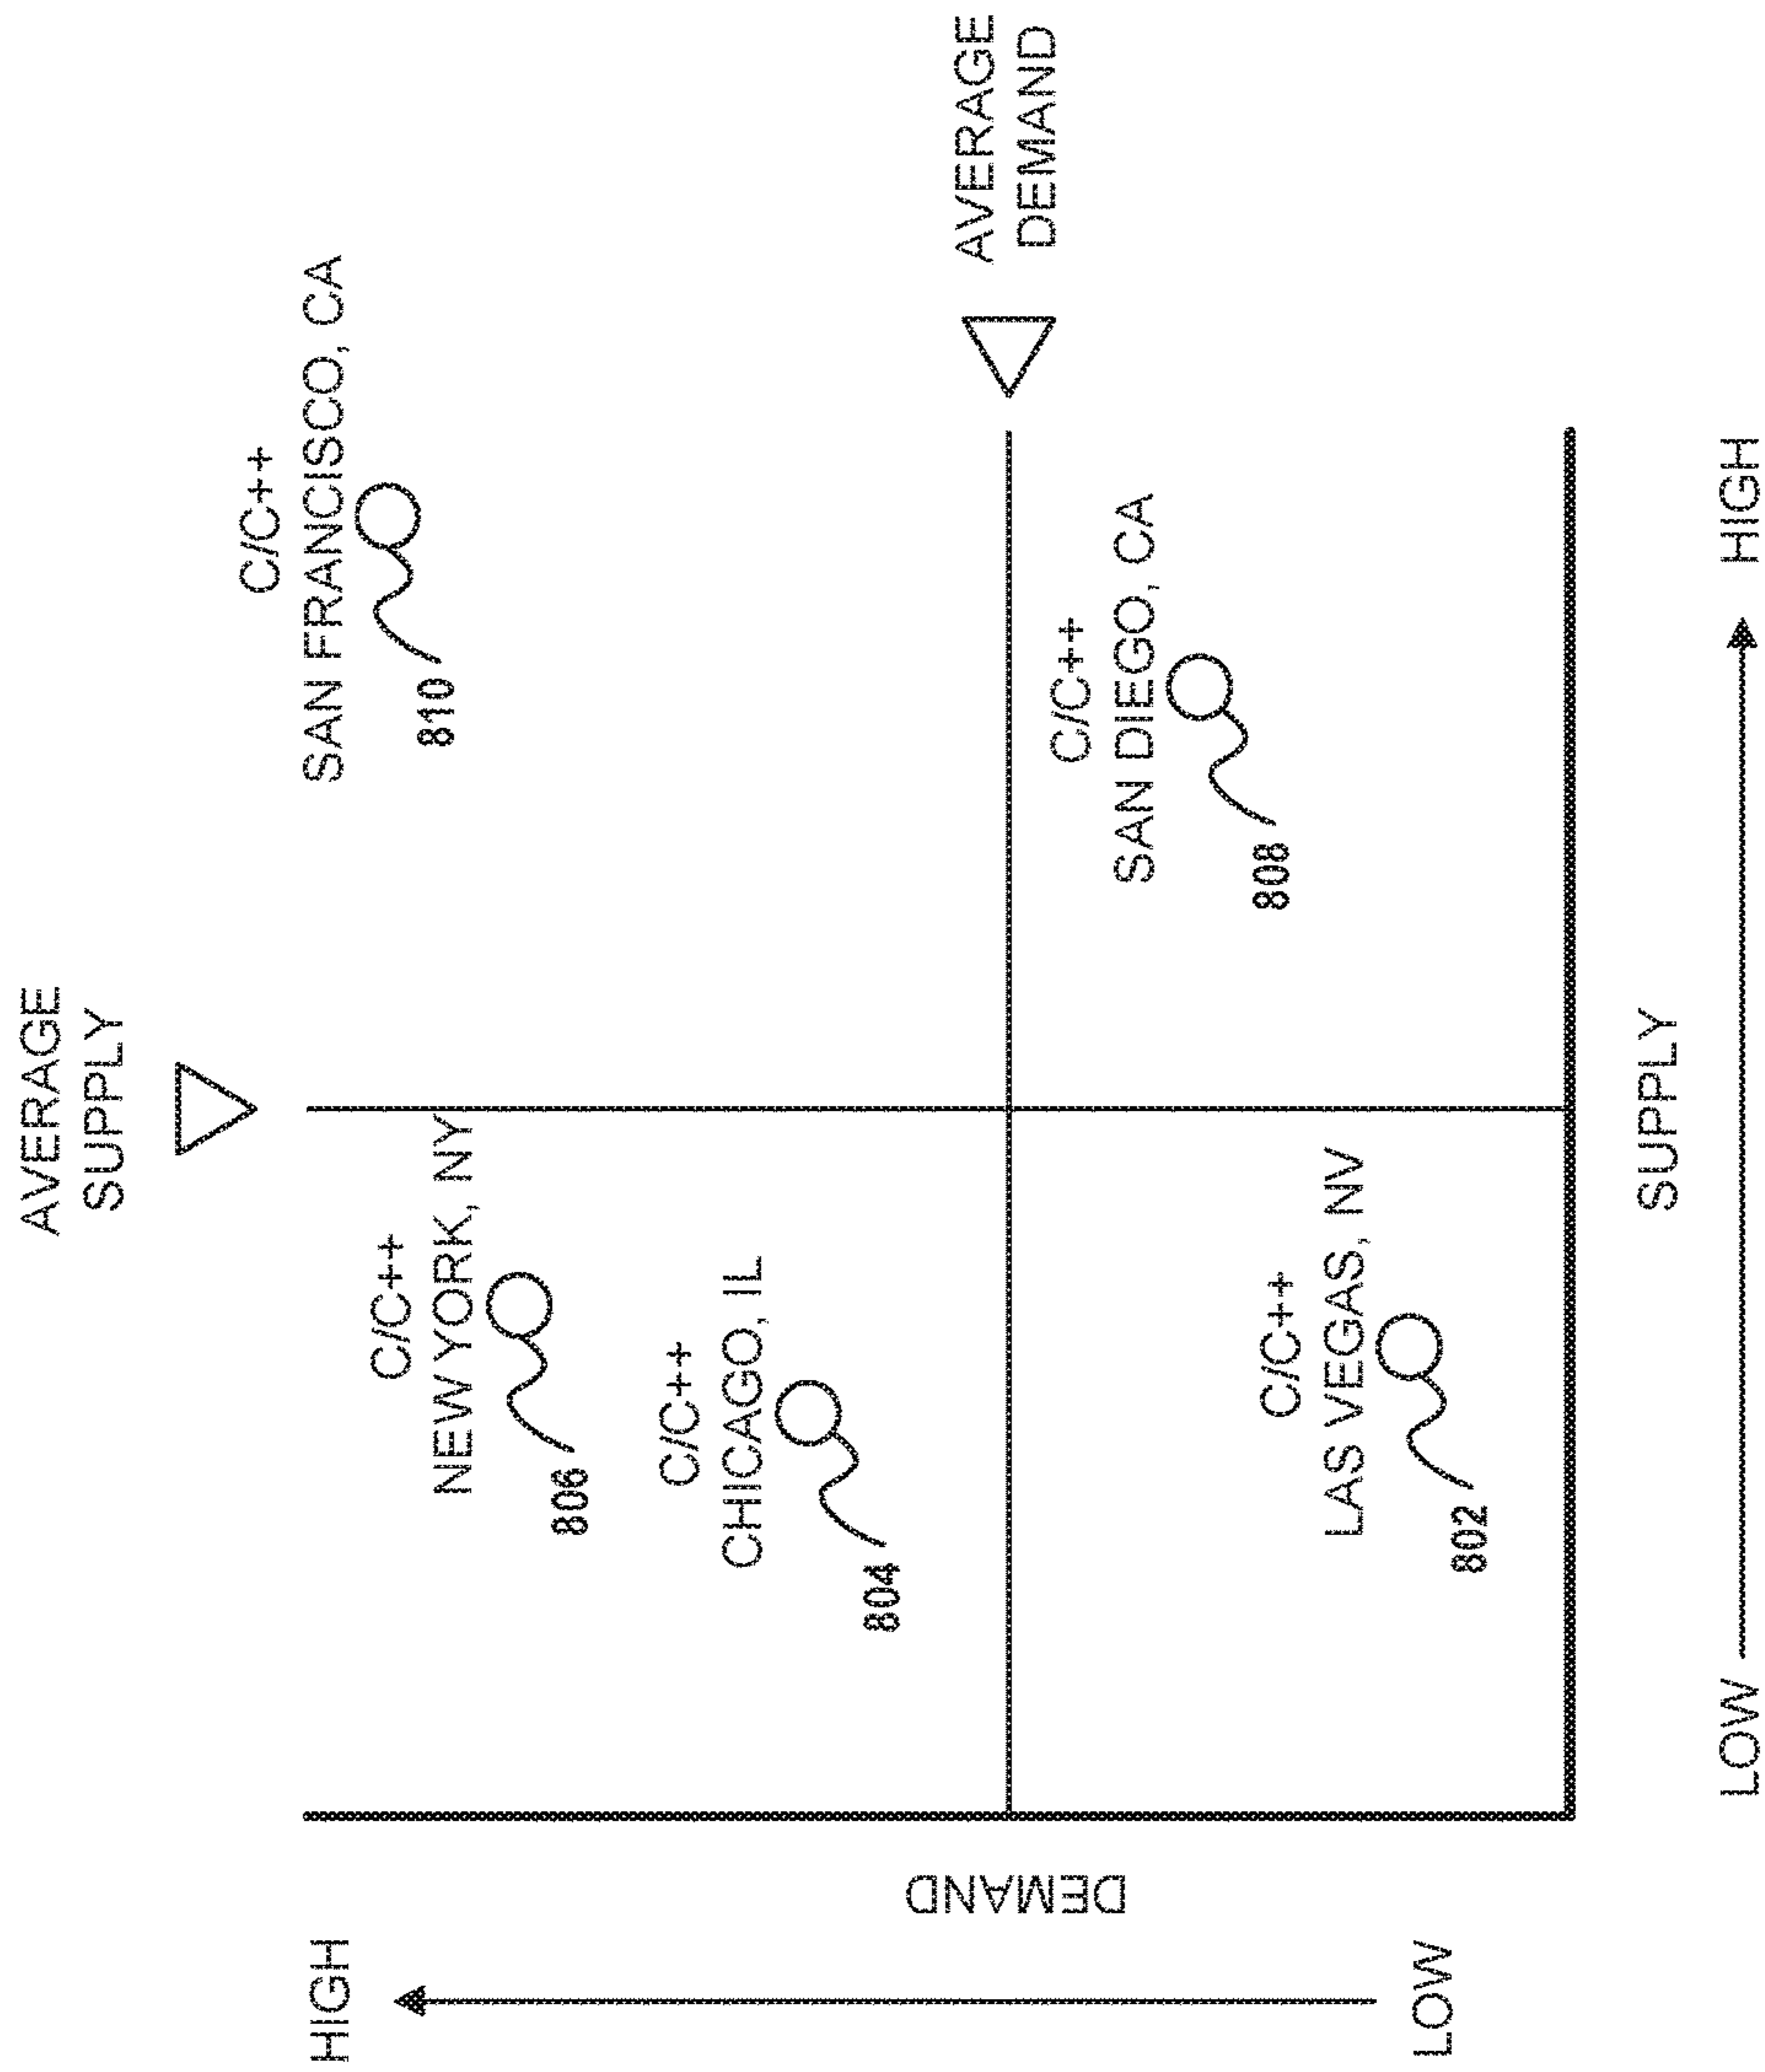 AVERAGE
SUPPLY
C/C++
SAN FRANCISCO, CA
810
C/C++
NEW YORK, NY
806
C/C++
CHICAGO, IL
804
HIGH
DEMAND
LOW
AVERAGE
DEMAND
C/C++
SAN DIEGO, CA
808
C/C++
LAS VEGAS, NV
802
SUPPLY
LOW
HIGH